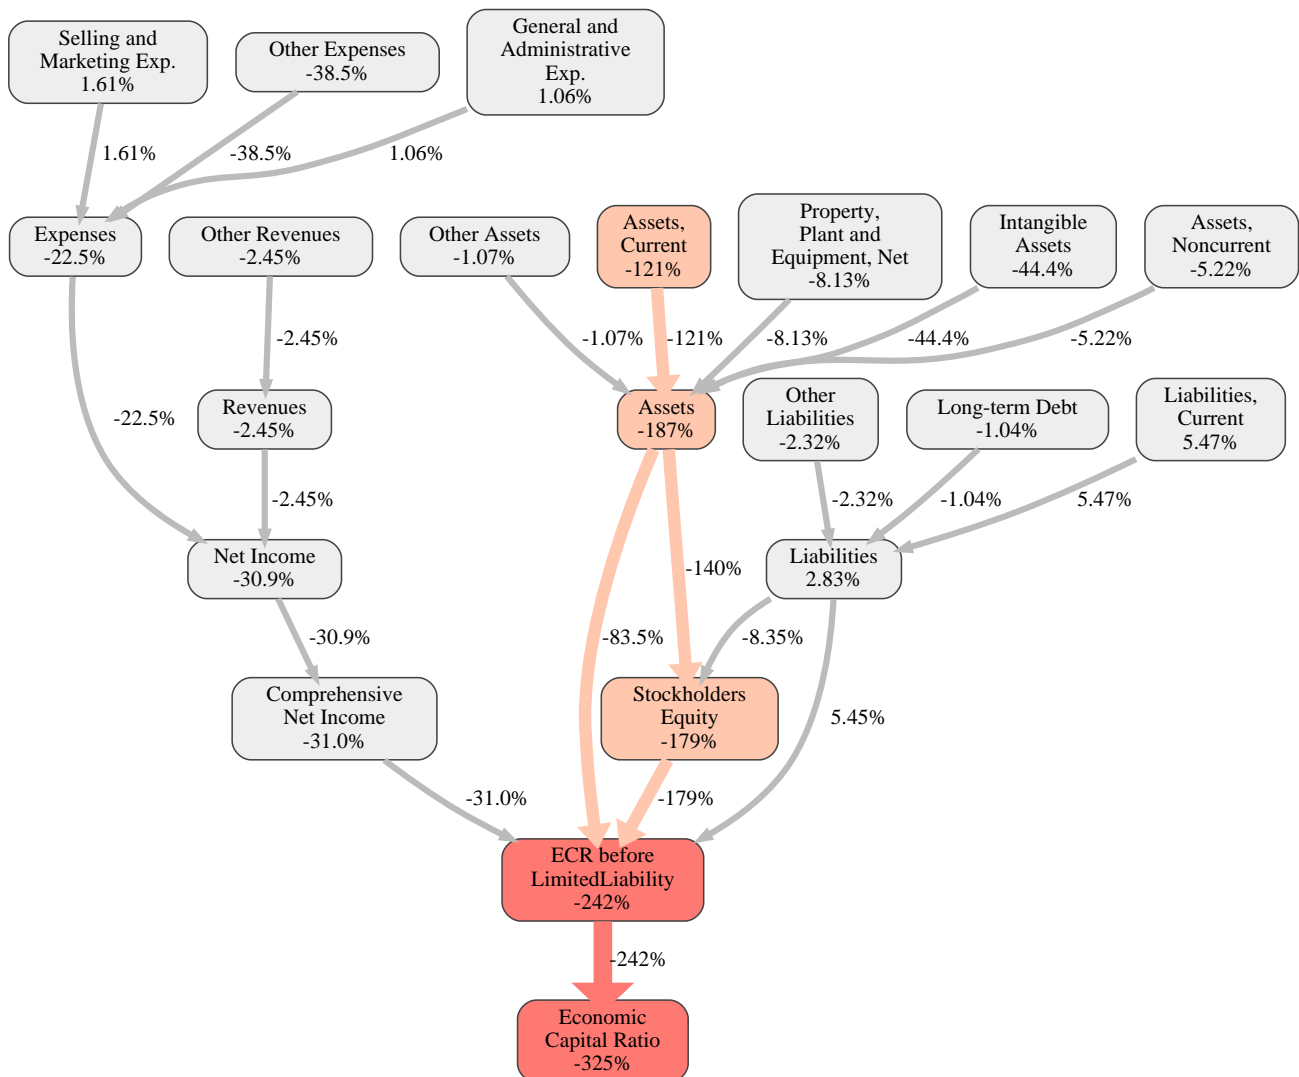 Selling and
Marketing Exp.
1.61%
Other Expenses
-38.5%
General and
Administrative
Exp.
1.06%
1.61%
-38.5%
1.06%
Expenses
-22.5%
Other Revenues
-2.45%
Other Assets
-1.07%
Assets,
Current
-121%
Property,
Plant and
Equipment, Net
-8.13%
Intangible
Assets
-44.4%
Assets,
Noncurrent
-5.22%
-2.45%
-1.07%
-121%
-8.13%
-44.4%
-5.22%
-22.5%
Revenues
-2.45%
Assets
-187%
Other
Liabilities
-2.32%
Long-term Debt
-1.04%
Liabilities,
Current
5.47%
-2.45%
-2.32%
-1.04%
5.47%
Net Income
-30.9%
-140%
Liabilities
2.83%
-30.9%
-83.5%
-8.35%
Comprehensive
Net Income
-31.0%
Stockholders
Equity
-179%
5.45%
-31.0%
-179%
ECR before
LimitedLiability
-242%
-242%
Economic
Capital Ratio
-325%